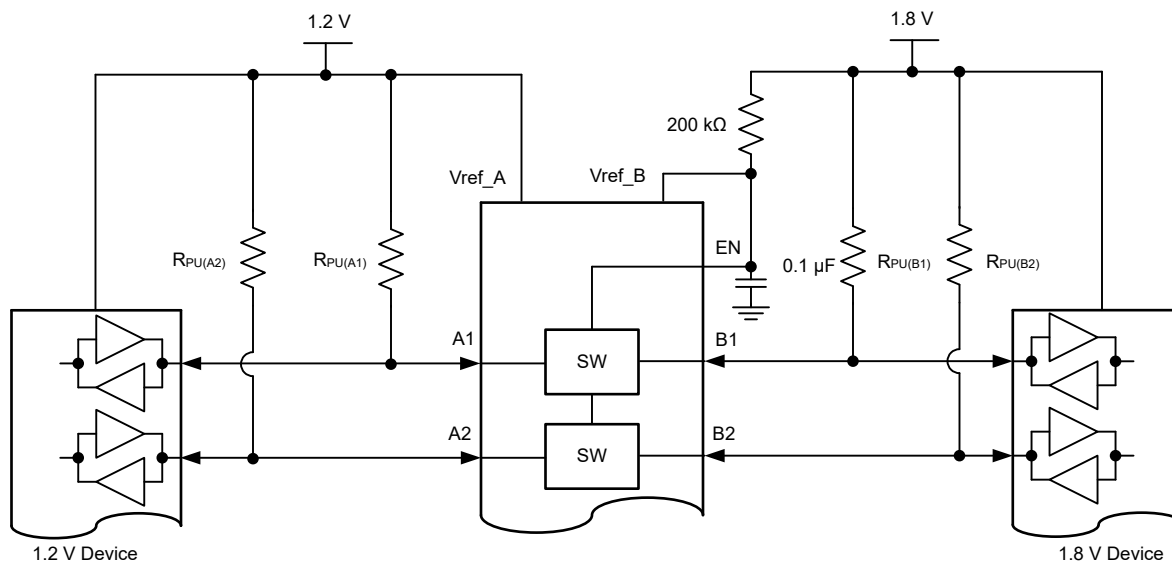 1.2 V
1.8 V
200 kΩ
Vref_A
Vref_B
EN
RPU(A2)
RPU(A1)
0.1 µF
RPU(B1)
RPU(B2)
A1
SW
B1
A2
SW
B2
1.2 V Device
1.8 V Device